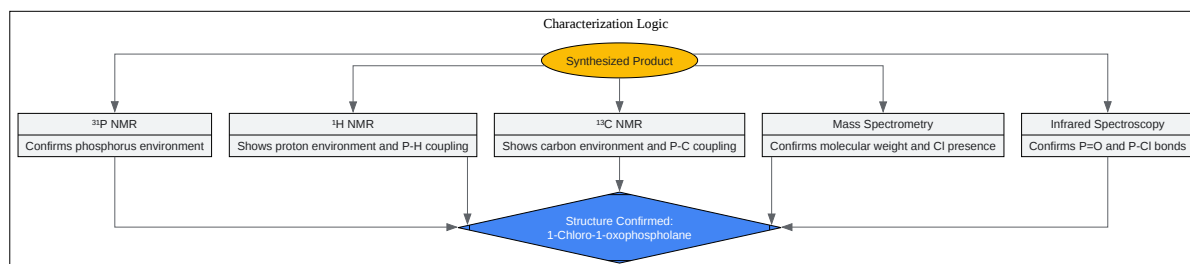 Characterization Logic
Synthesized Product
³¹P NMR
Confirms phosphorus environment
¹H NMR
Shows proton environment and P-H coupling
¹³C NMR
Shows carbon environment and P-C coupling
Mass Spectrometry
Confirms molecular weight and Cl presence
Infrared Spectroscopy
Confirms P=O and P-Cl bonds
Structure Confirmed:
1-Chloro-1-oxophospholane